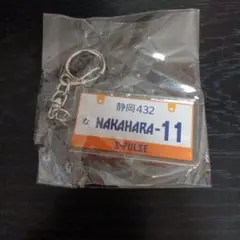 静岡432
な NAKAHARA-11
S-PULSE